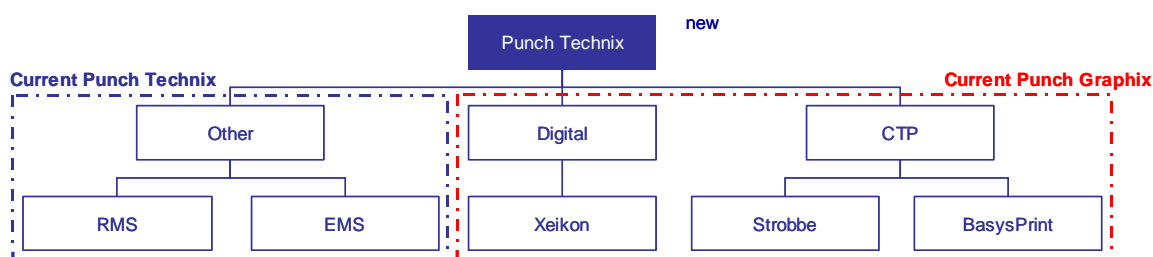 new
Punch Technix
Current Punch Technix
Current Punch Graphix
Other
Digital
CTP
RMS
EMS
Xeikon
Strobbe
BasysPrint